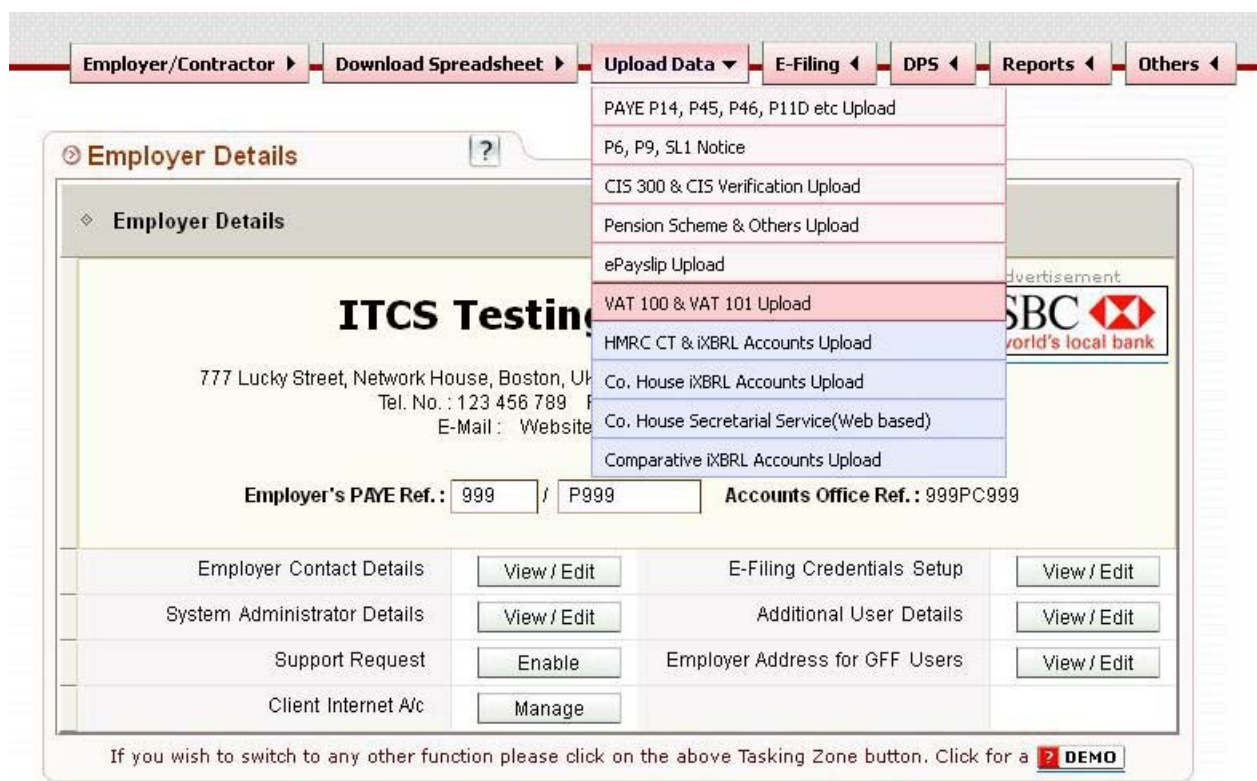 Employer/Contractor Download Spreadsheet Upload Data E-Filing DPS Reports Others
PAYE P14, P45, P46, P11D etc Upload
P6, P9, SL1 Notice
CIS 300 & CIS Verification Upload
Pension Scheme & Others Upload
ePayslip Upload
VAT 100 & VAT 101 Upload
HMRC CT & iXBRL Accounts Upload
Co. House iXBRL Accounts Upload
Co. House Secretarial Service(Web based)
Comparative iXBRL Accounts Upload
Employer Details ?
Employer Details
dvertisement
SBC
world's local bank
ITCS Testing
777 Lucky Street, Network House, Boston, UK
Tel. No. : 123 456 789
E-Mail : Website
Employer's PAYE Ref. : 999 / P999 Accounts Office Ref. : 999PC999
Employer Contact Details View / Edit E-Filing Credentials Setup View / Edit
System Administrator Details View / Edit Additional User Details View / Edit
Support Request Enable Employer Address for GFF Users View / Edit
Client Internet A/c Manage
If you wish to switch to any other function please click on the above Tasking Zone button. Click for a ? DEMO